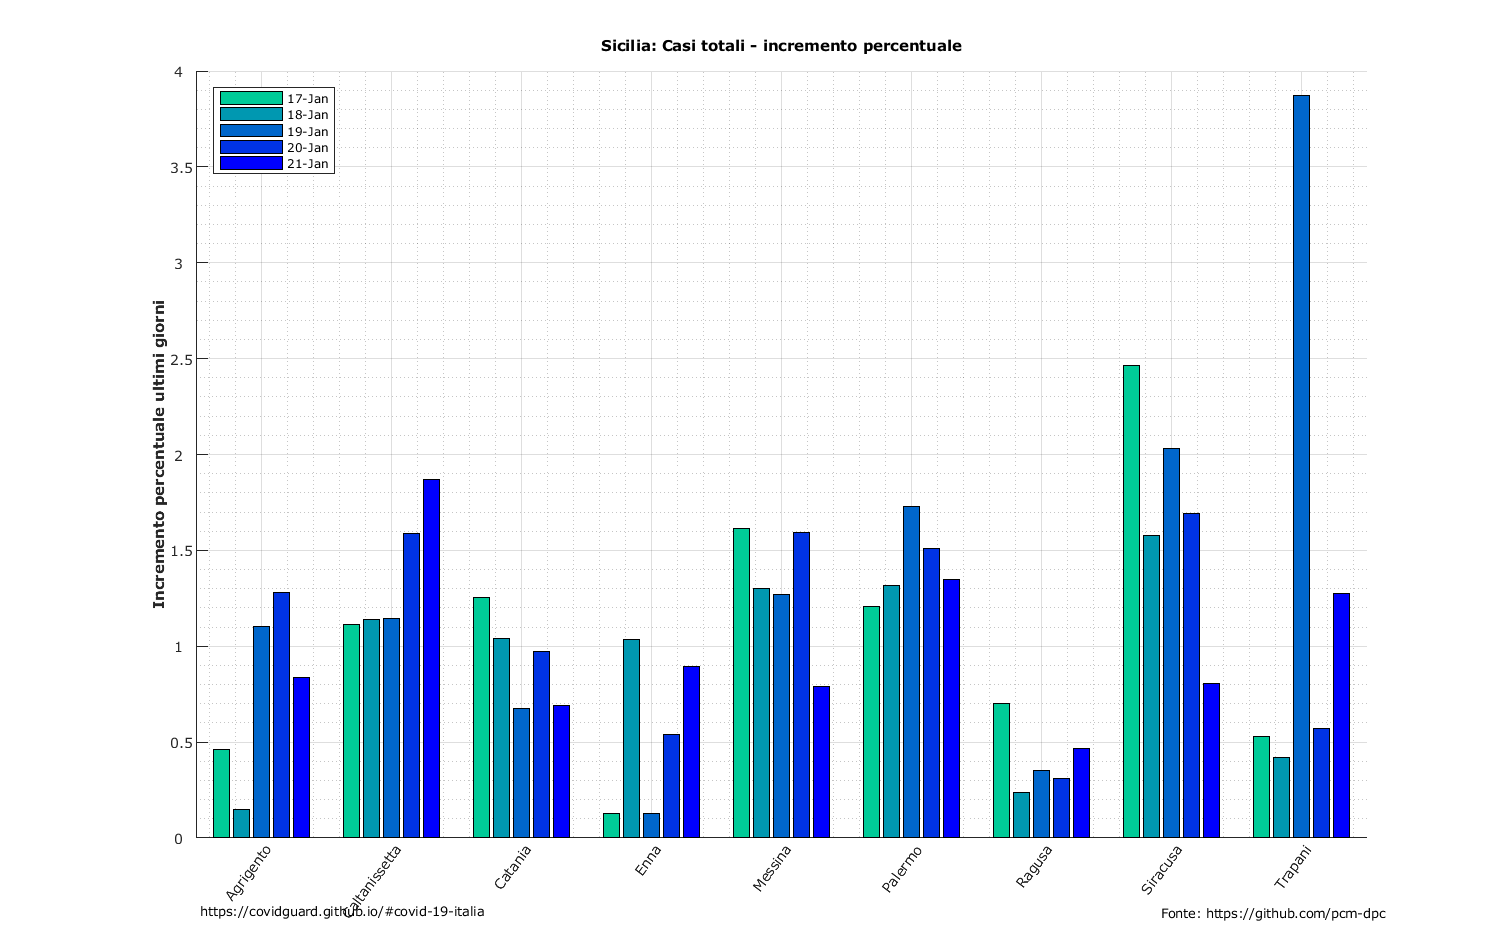 Sicilia: Casi totali - incremento percentuale
17-Jan
18-Jan
19-Jan
20-Jan
21-Jan
Incremento percentuale ultimi giorni
4
3.5
3
2.5
2
1.5
1
0.5
0
Agrigento
Caltanissetta
Catania
Enna
Messina
Palermo
Ragusa
Siracusa
Trapani
https://covidguard.github.io/#covid-19-italia
Fonte: https://github.com/pcm-dpc